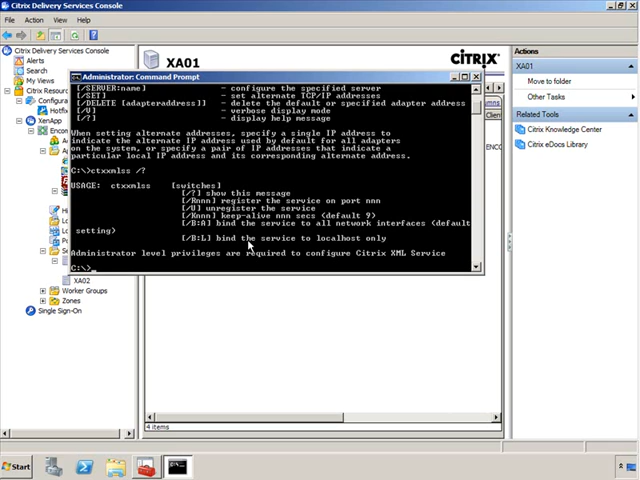 Citrix Delivery Services Console
File Action View Help
Citrix Delivery Services Console
Alerts
Search
My Views
Citrix Resourc
Configura
Hotfix
XenApp
XA02
Worker Groups
Zones
Single Sign-On
XA01
CITRIX
Client
4 items
Administrator: Command Prompt
[/SERVER:name] - configure the specified server
[/SET] - set alternate TCP/IP addresses
[/DELETE [adapteraddress]] - delete the default or specified adapter address
[/V] - verbose display mode
[/?] - display help message
When setting alternate addresses, specify a single IP address to
indicate the alternate IP address used by default for all adapters
on the system, or specify a pair of IP addresses that indicate a
particular local IP address and its corresponding alternate address.
C:\>ctxxmlss /?
USAGE: ctxxmlss [switches]
[/?] show this message
[/Rnnn] register the service on port nnn
[/U] unregister the service
[/Knnn] keep-alive nnn secs (default 9)
[/B:A] bind the service to all network interfaces (default
setting)
[/B:L] bind the service to localhost only
Administrator level privileges are required to configure Citrix XML Service
C:\>_
Actions
XA01
Move to folder
Other Tasks
Related Tools
Citrix Knowledge Center
Citrix eDocs Library
Start